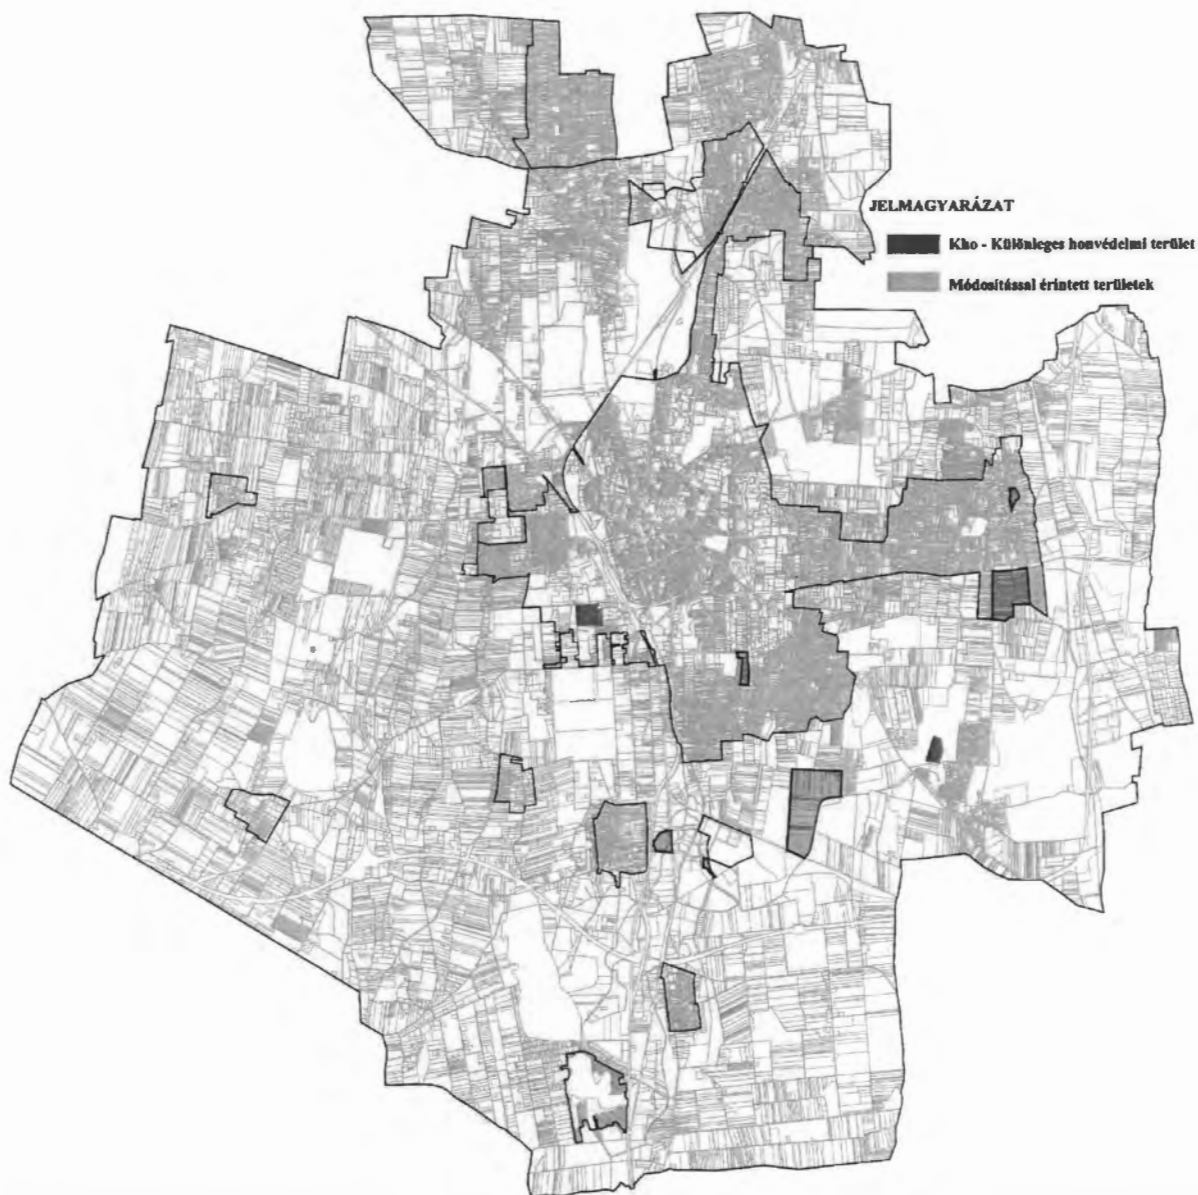 JELMAGYARÁZAT
Kho - Különleges honvédelmi terület
Módosítással érintett területek